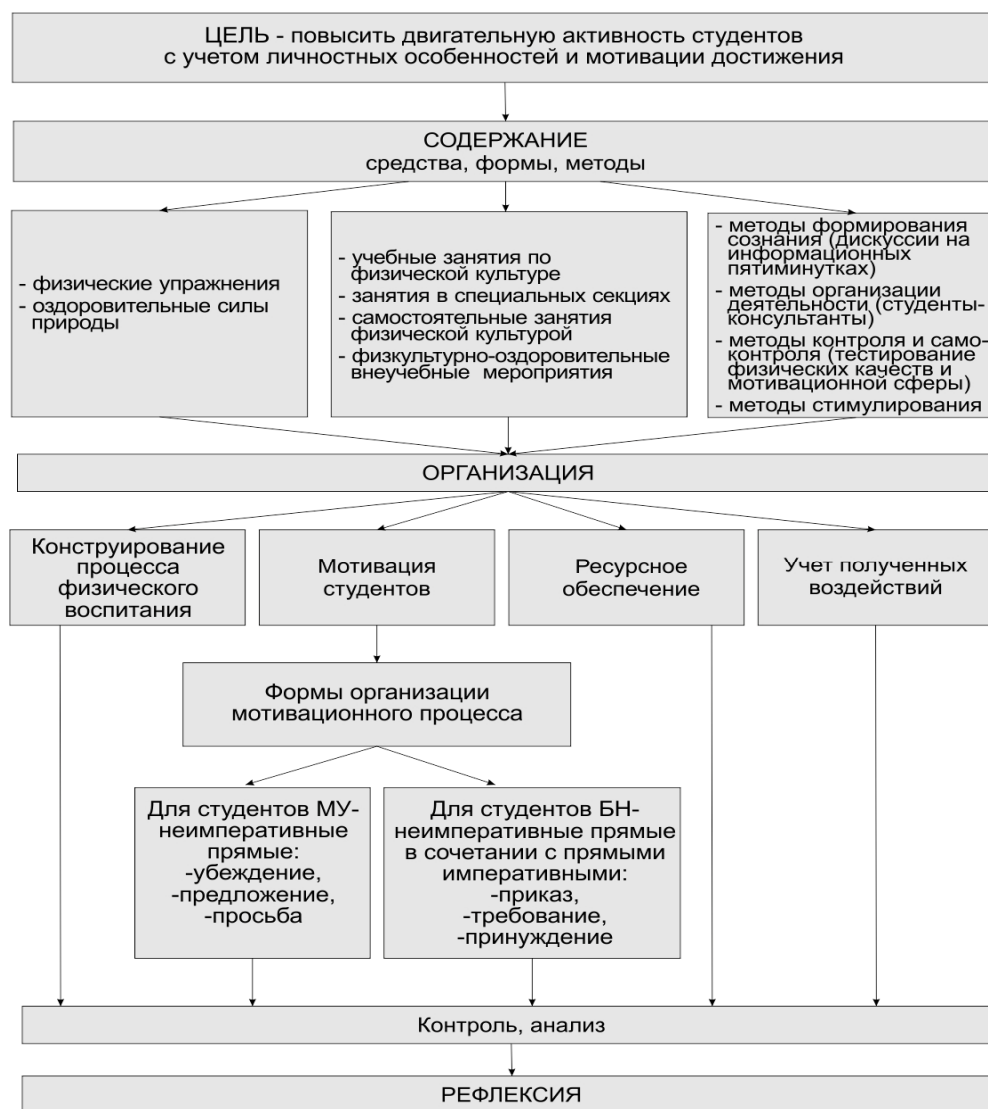 ЦЕЛЬ - повысить двигательную активность студентов
с учетом личностных особенностей и мотивации достижения
СОДЕРЖАНИЕ
средства, формы, методы
- физические упражнения
- оздоровительные силы
природы
- учебные занятия по
физической культуре
- занятия в специальных секциях
- самостоятельные занятия
физической культурой
- физкультурно-оздоровительные
внеучебные мероприятия
- методы формирования
сознания (дискуссии на
информационных
пятиминутках)
- методы организации
деятельности (студенты-
консультанты)
- методы контроля и само-
контроля (тестирование
физических качеств и
мотивационной сферы)
- методы стимулирования
ОРГАНИЗАЦИЯ
Конструирование
процесса
физического
воспитания
Мотивация
студентов
Ресурсное
обеспечение
Учет полученных
воздействий
Формы организации
мотивационного процесса
Для студентов МУ-
неимперативные
прямые:
-убеждение,
-предложение,
-просьба
Для студентов БН-
неимперативные прямые
в сочетании с прямыми
императивными:
-приказ,
-требование,
-принуждение
Контроль, анализ
РЕФЛЕКСИЯ